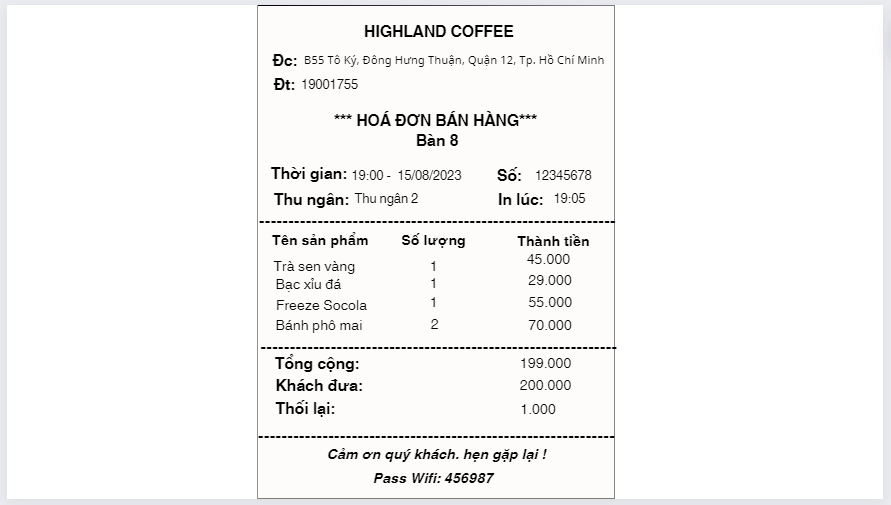 HIGHLAND COFFEE
Đc: B55 Tô Ký, Đông Hưng Thuận, Quận 12, Tp. Hồ Chí Minh
Đt: 19001755
*** HOÁ ĐƠN BÁN HÀNG***
Bàn 8
Thời gian: 19:00 - 15/08/2023 Số: 12345678
Thu ngân: Thu ngân 2 In lúc: 19:05
Tên sản phẩm Số lượng Thành tiền
Trà sen vàng 1 45.000
Bạc xỉu đá 1 29.000
Freeze Socola 1 55.000
Bánh phô mai 2 70.000
Tổng cộng: 199.000
Khách đưa: 200.000
Thối lại: 1.000
Cảm ơn quý khách. hẹn gặp lại !
Pass Wifi: 456987